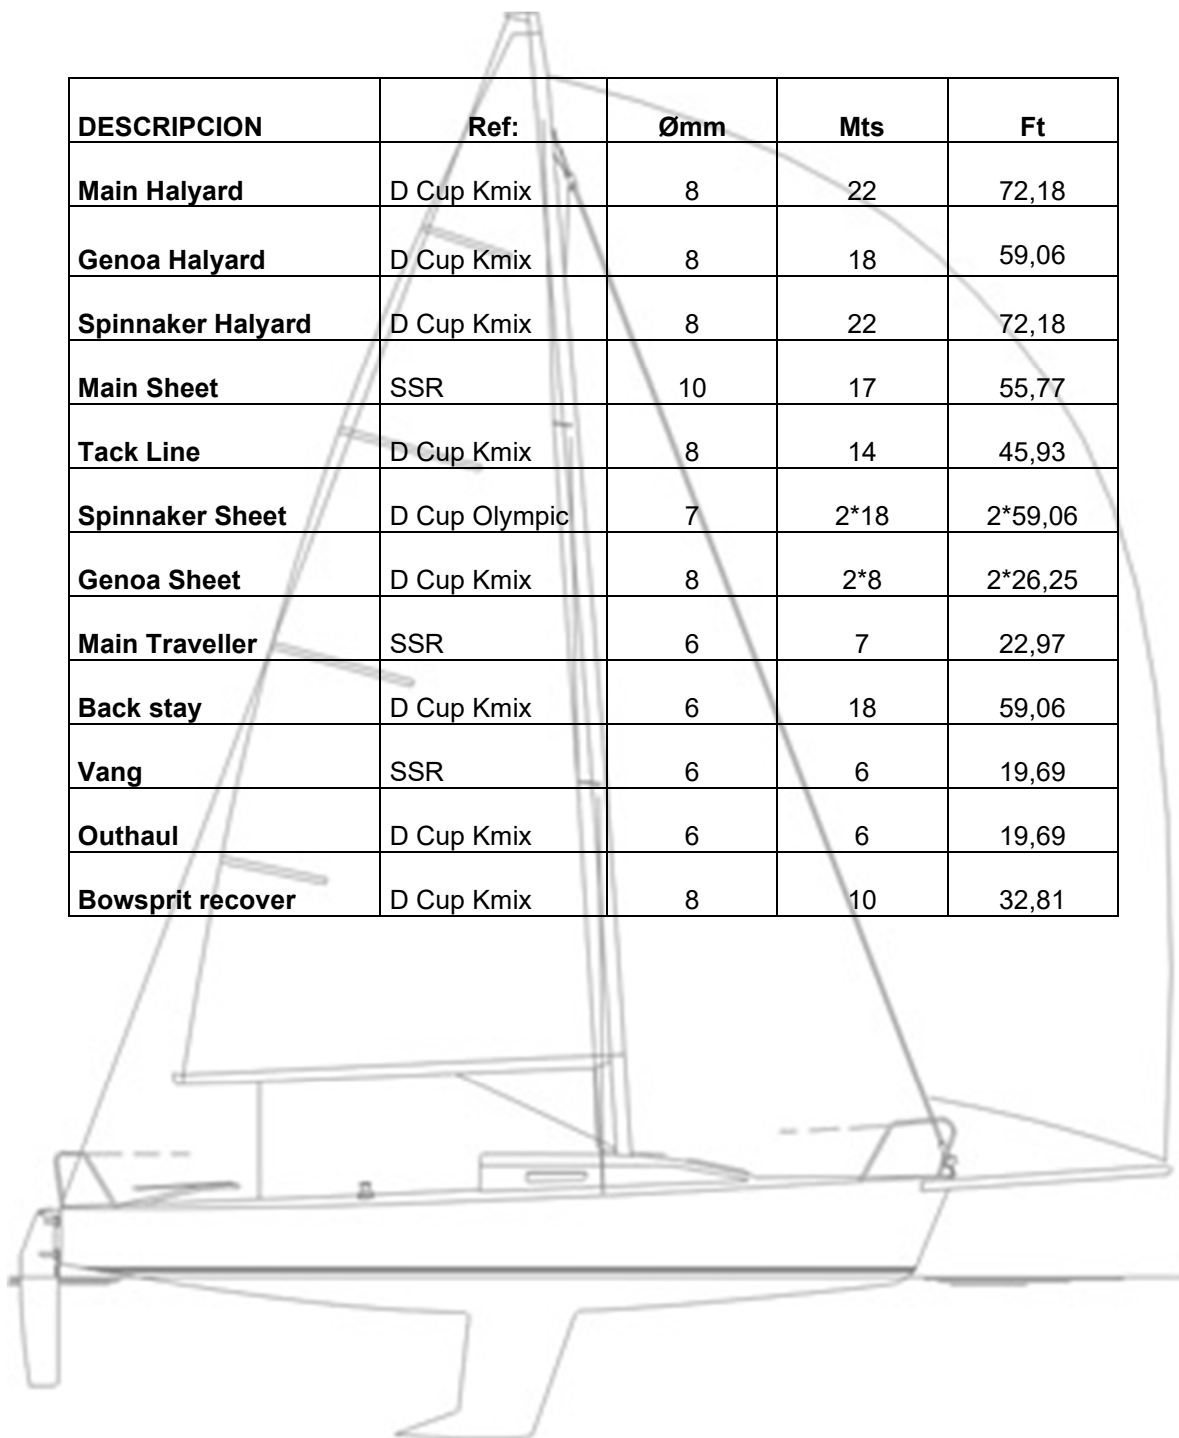 DESCRIPCION Ref: Ømm Mts Ft
Main Halyard D Cup Kmix 8 22 72,18
Genoa Halyard D Cup Kmix 8 18 59,06
Spinnaker Halyard D Cup Kmix 8 22 72,18
Main Sheet SSR 10 17 55,77
Tack Line D Cup Kmix 8 14 45,93
Spinnaker Sheet D Cup Olympic 7 2*18 2*59,06
Genoa Sheet D Cup Kmix 8 2*8 2*26,25
Main Traveller SSR 6 7 22,97
Back stay D Cup Kmix 6 18 59,06
Vang SSR 6 6 19,69
Outhaul D Cup Kmix 6 6 19,69
Bowsprit recover D Cup Kmix 8 10 32,81